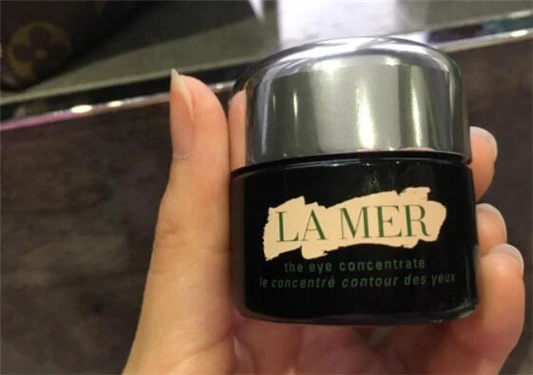 LA MER
the eye concentrate
le concentré contour des yeux